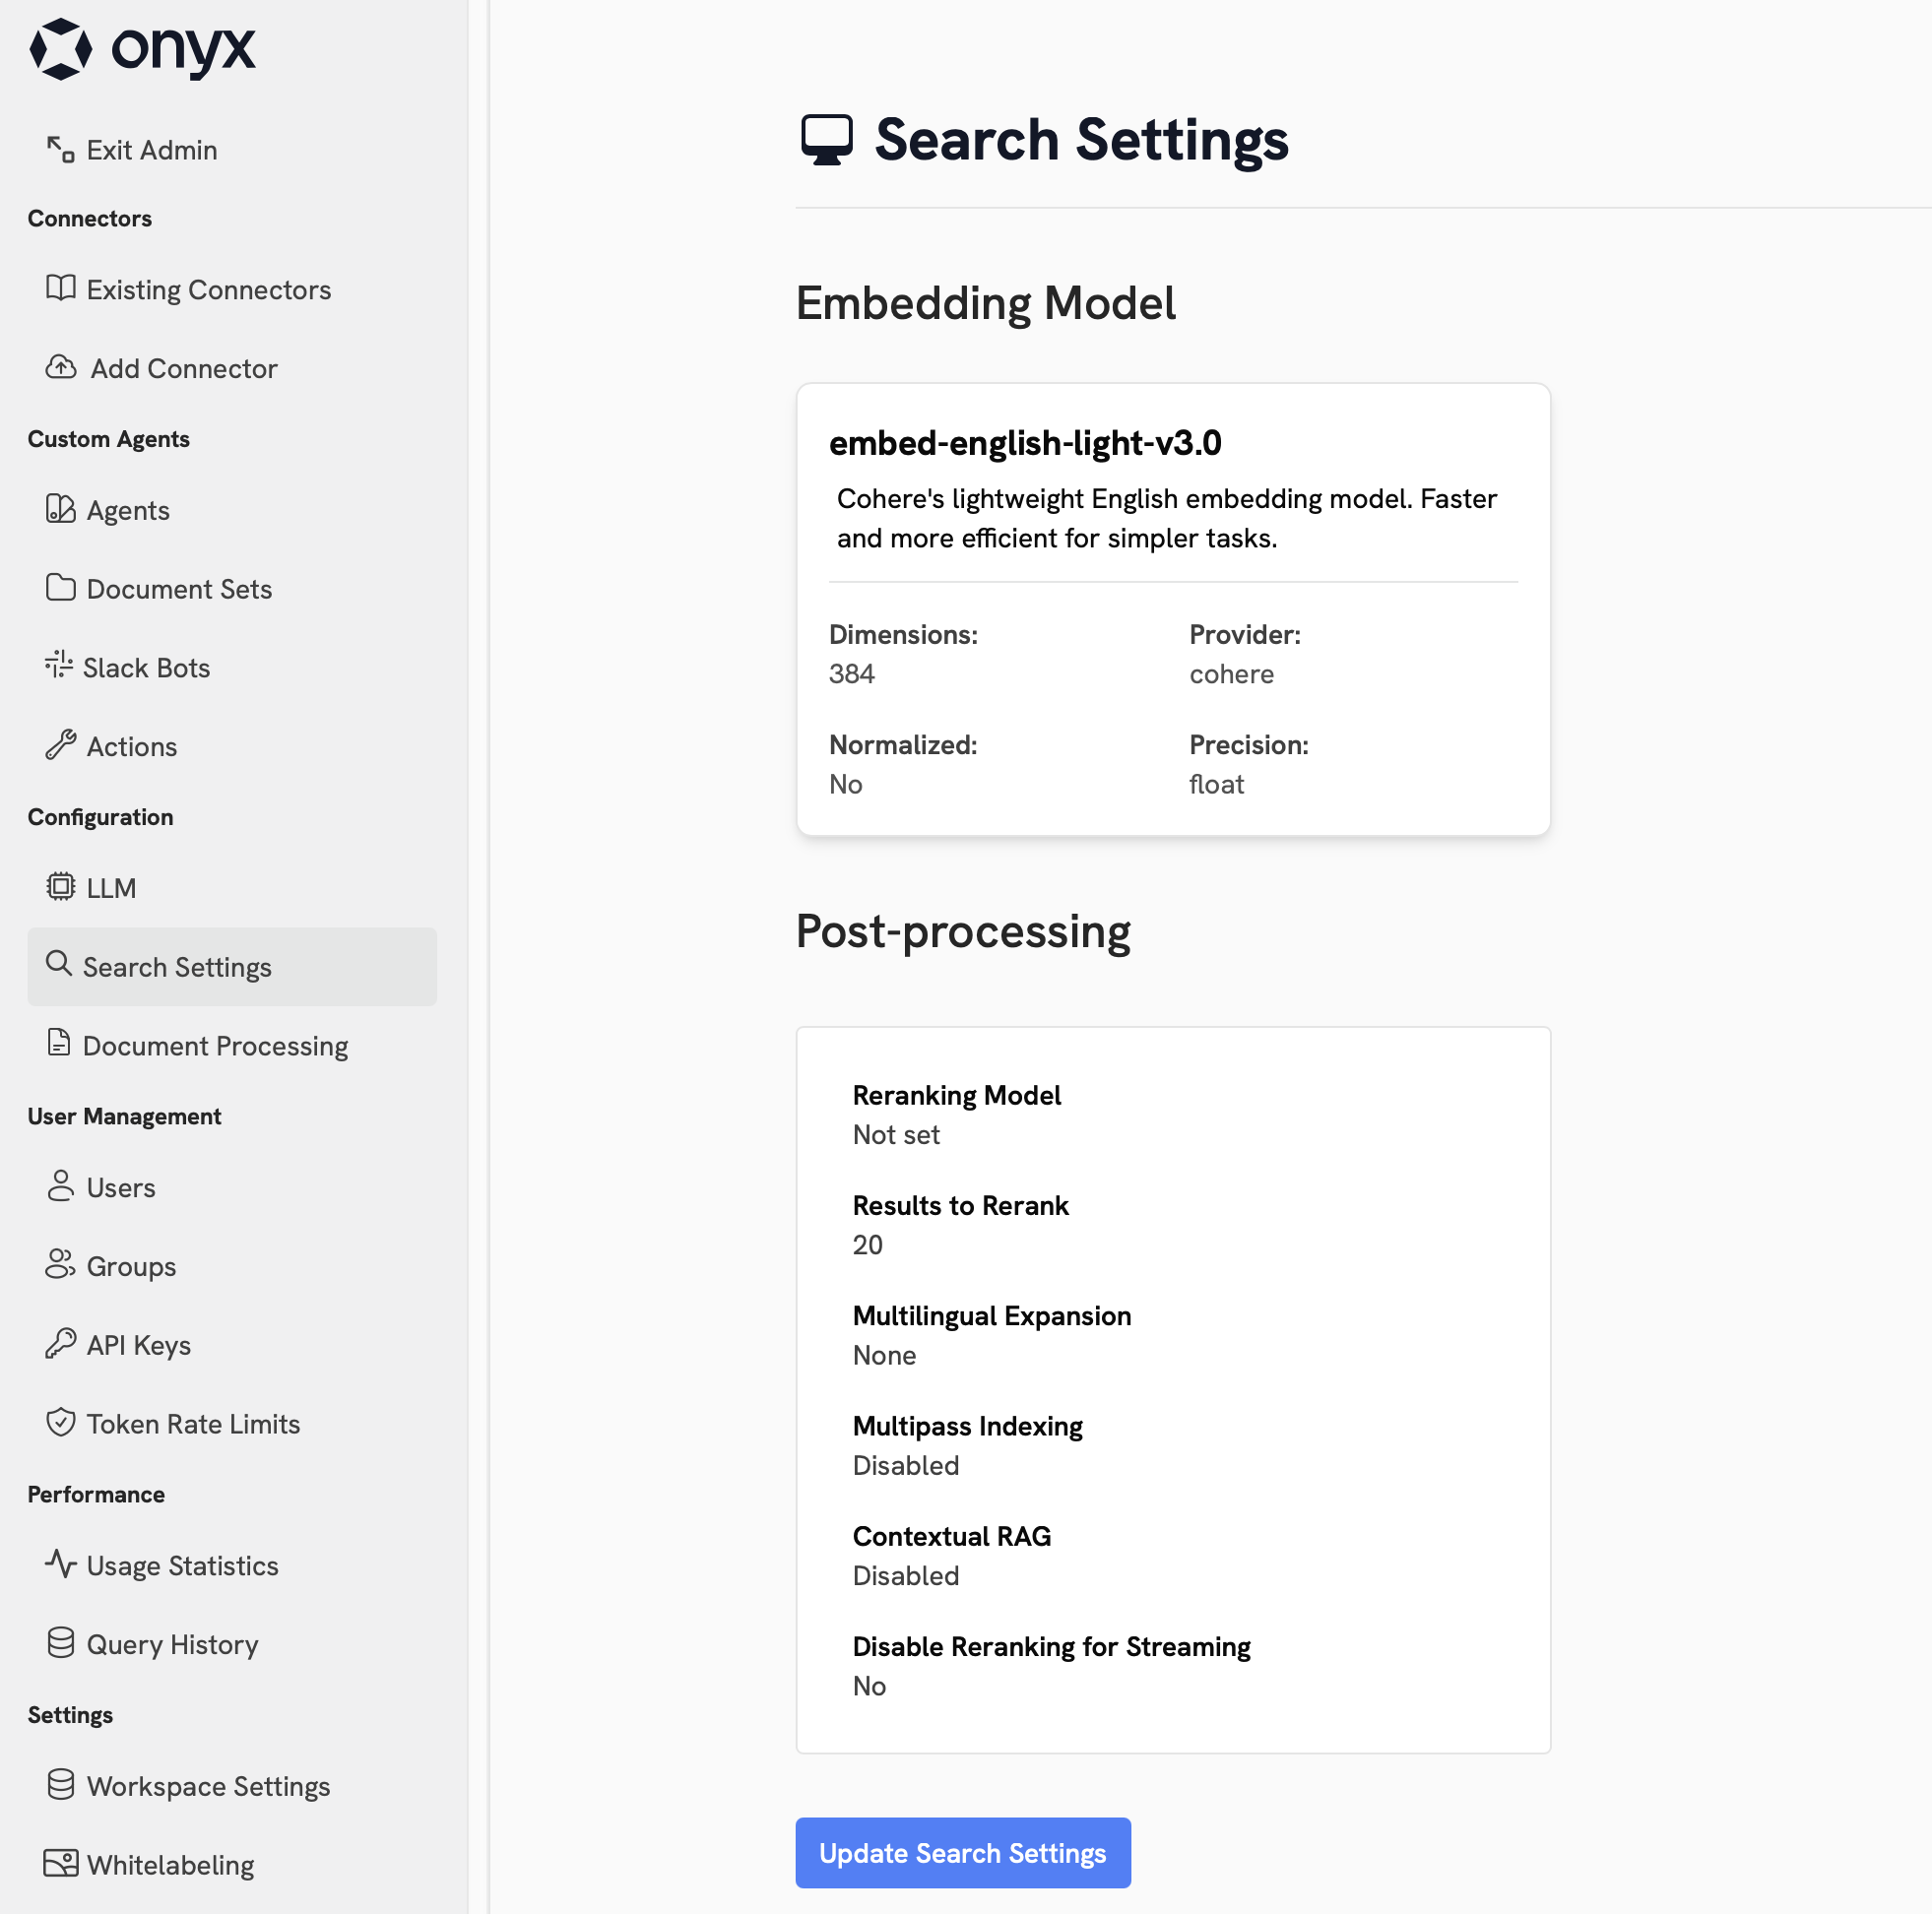 onyx
Exit Admin
Connectors
Existing Connectors
Add Connector
Custom Agents
Agents
Document Sets
Slack Bots
Actions
Configuration
LLM
Search Settings
Document Processing
User Management
Users
Groups
API Keys
Token Rate Limits
Performance
Usage Statistics
Query History
Settings
Workspace Settings
Whitelabeling
Search Settings
Embedding Model
embed-english-light-v3.0
Cohere's lightweight English embedding model. Faster
and more efficient for simpler tasks.
Dimensions:
384
Provider:
cohere
Normalized:
No
Precision:
float
Post-processing
Reranking Model
Not set
Results to Rerank
20
Multilingual Expansion
None
Multipass Indexing
Disabled
Contextual RAG
Disabled
Disable Reranking for Streaming
No
Update Search Settings